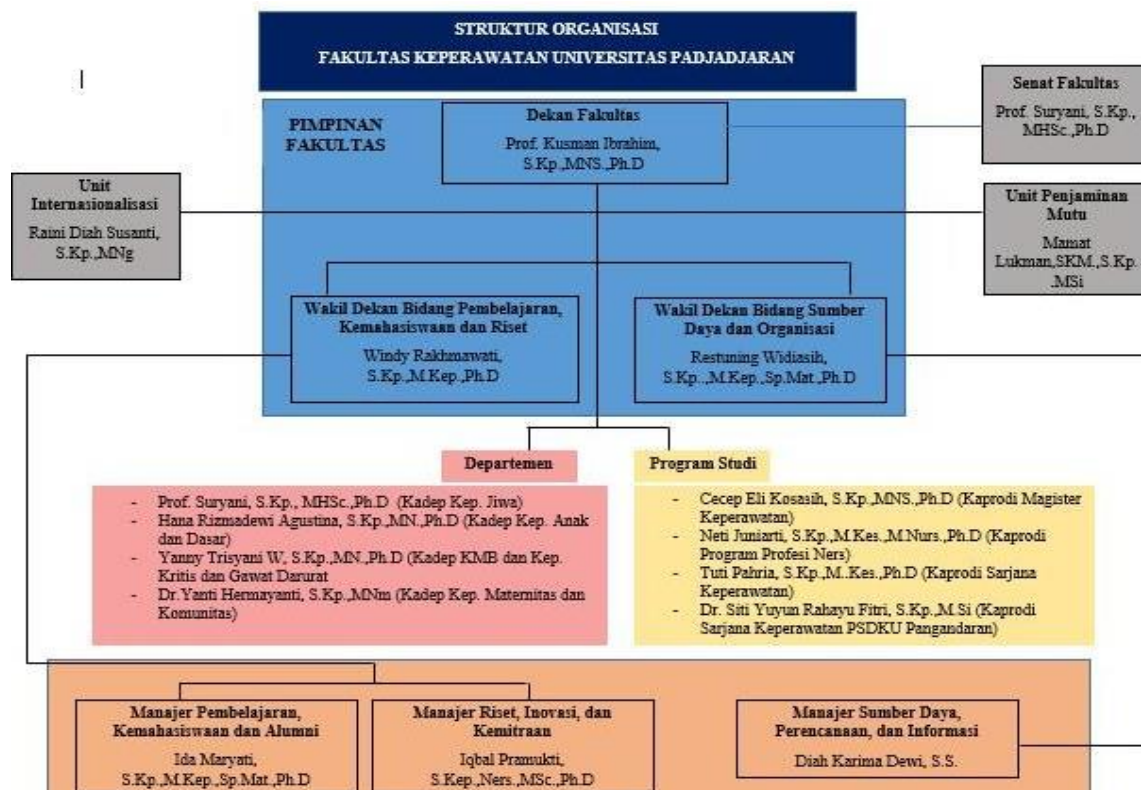 STRUKTUR ORGANISASI
FAKULTAS KEPERAWATAN UNIVERSITAS PADJADJARAN
PIMPINAN
FAKULTAS
Dekan Fakultas
Prof. Kusman Ibrahim,
S.Kp.,MNS.,Ph.D
Senat Fakultas
Prof. Suryani, S.Kp.,
MHSc.,Ph.D
Unit
Internasionalisasi
Raini Diah Susanti,
S.Kp.,MNg
Unit Penjaminan
Mutu
Mamat
Lukman,SKM.,S.Kp.
.,MSi
Wakil Dekan Bidang Pembelajaran,
Kemahasiswaan dan Riset
Windy Rakhmawati,
S.Kp.,M.Kep.,Ph.D
Wakil Dekan Bidang Sumber
Daya dan Organisasi
Restuning Widiasih,
S.Kp..,M.Kep.,Sp.Mat.,Ph.D
Departemen
- Prof. Suryani, S.Kp., MHSc.,Ph.D (Kadep Kep. Jiwa)
- Hana Rizmadewi Agustina, S.Kp.,MN.,Ph.D (Kadep Kep. Anak
dan Dasar)
- Yanny Trisyani W, S.Kp.,MN.,Ph.D (Kadep KMB dan Kep.
Kritis dan Gawat Darurat
- Dr.Yanti Hermayanti, S.Kp.,MNm (Kadep Kep. Maternitas dan
Komunitas)
Program Studi
- Cecep Eli Kosasih, S.Kp.,MNS.,Ph.D (Kaprodi Magister
Keperawatan)
- Neti Juniarti, S.Kp.,M.Kes.,M.Nurs.,Ph.D (Kaprodi
Program Profesi Ners)
- Tuti Pahria, S.Kp.,M..Kes.,Ph.D (Kaprodi Sarjana
Keperawatan)
- Dr. Siti Yuyun Rahayu Fitri, S.Kp.,M.Si (Kaprodi
Sarjana Keperawatan PSDKU Pangandaran)
Manajer Pembelajaran,
Kemahasiswaan dan Alumni
Ida Maryati,
S.Kp.,M.Kep.,Sp.Mat.,Ph.D
Manajer Riset, Inovasi, dan
Kemitraan
Iqbal Pramukti,
S.Kep.,Ners.,MSc.,Ph.D
Manajer Sumber Daya,
Perencanaan, dan Informasi
Diah Karima Dewi, S.S.